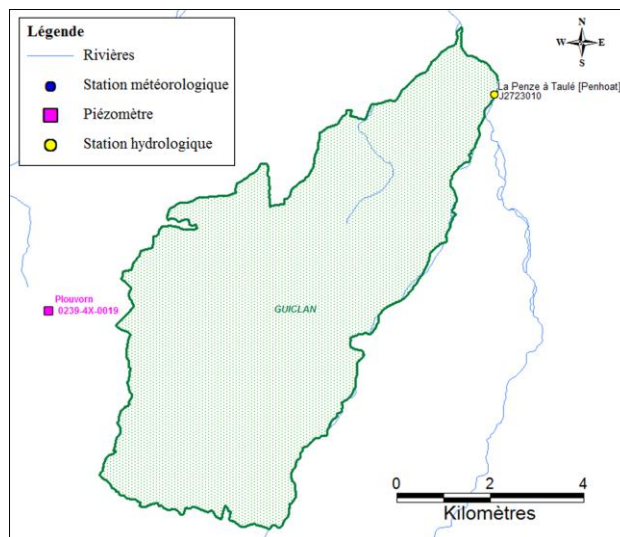 Légende
Rivières
Station météorologique
Piézomètre
Station hydrologique
N
W E
S
La Penze à Taulé [Penhoat]
J2723010
Plouvorn
0239-4X-0019
GUICLAN
0 2 4
Kilomètres